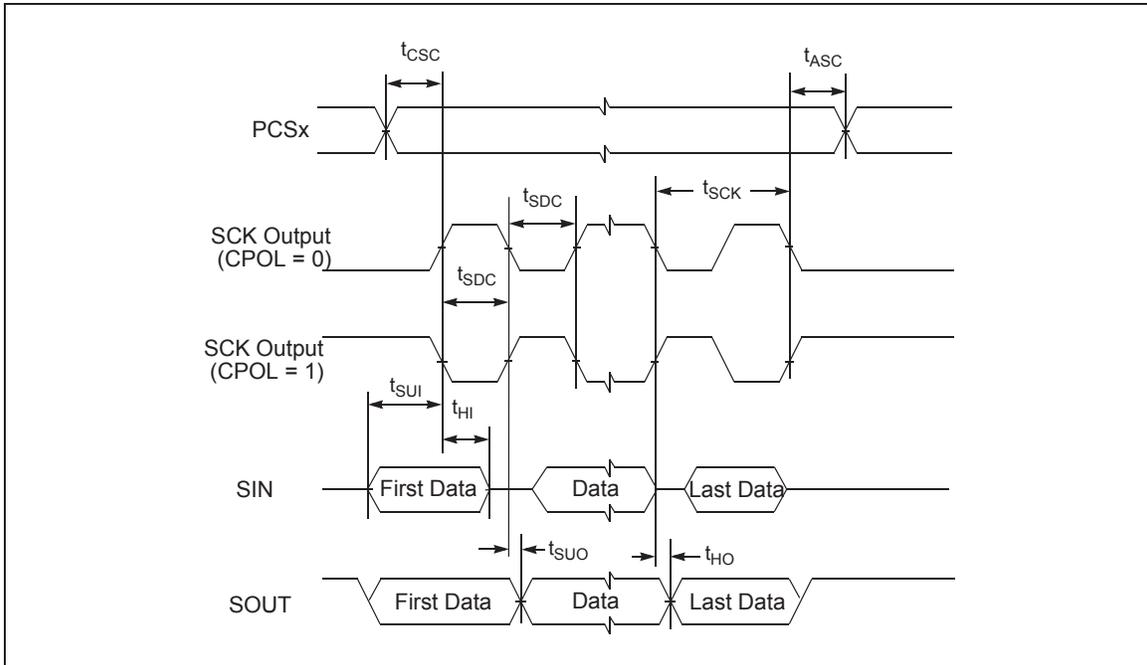 tCSC
tASC
PCSx
tSCK
tSDC
SCK Output
(CPOL = 0)
tSDC
SCK Output
(CPOL = 1)
tSUI
tHI
SIN
First Data
Data
Last Data
tSUO
tHO
SOUT
First Data
Data
Last Data